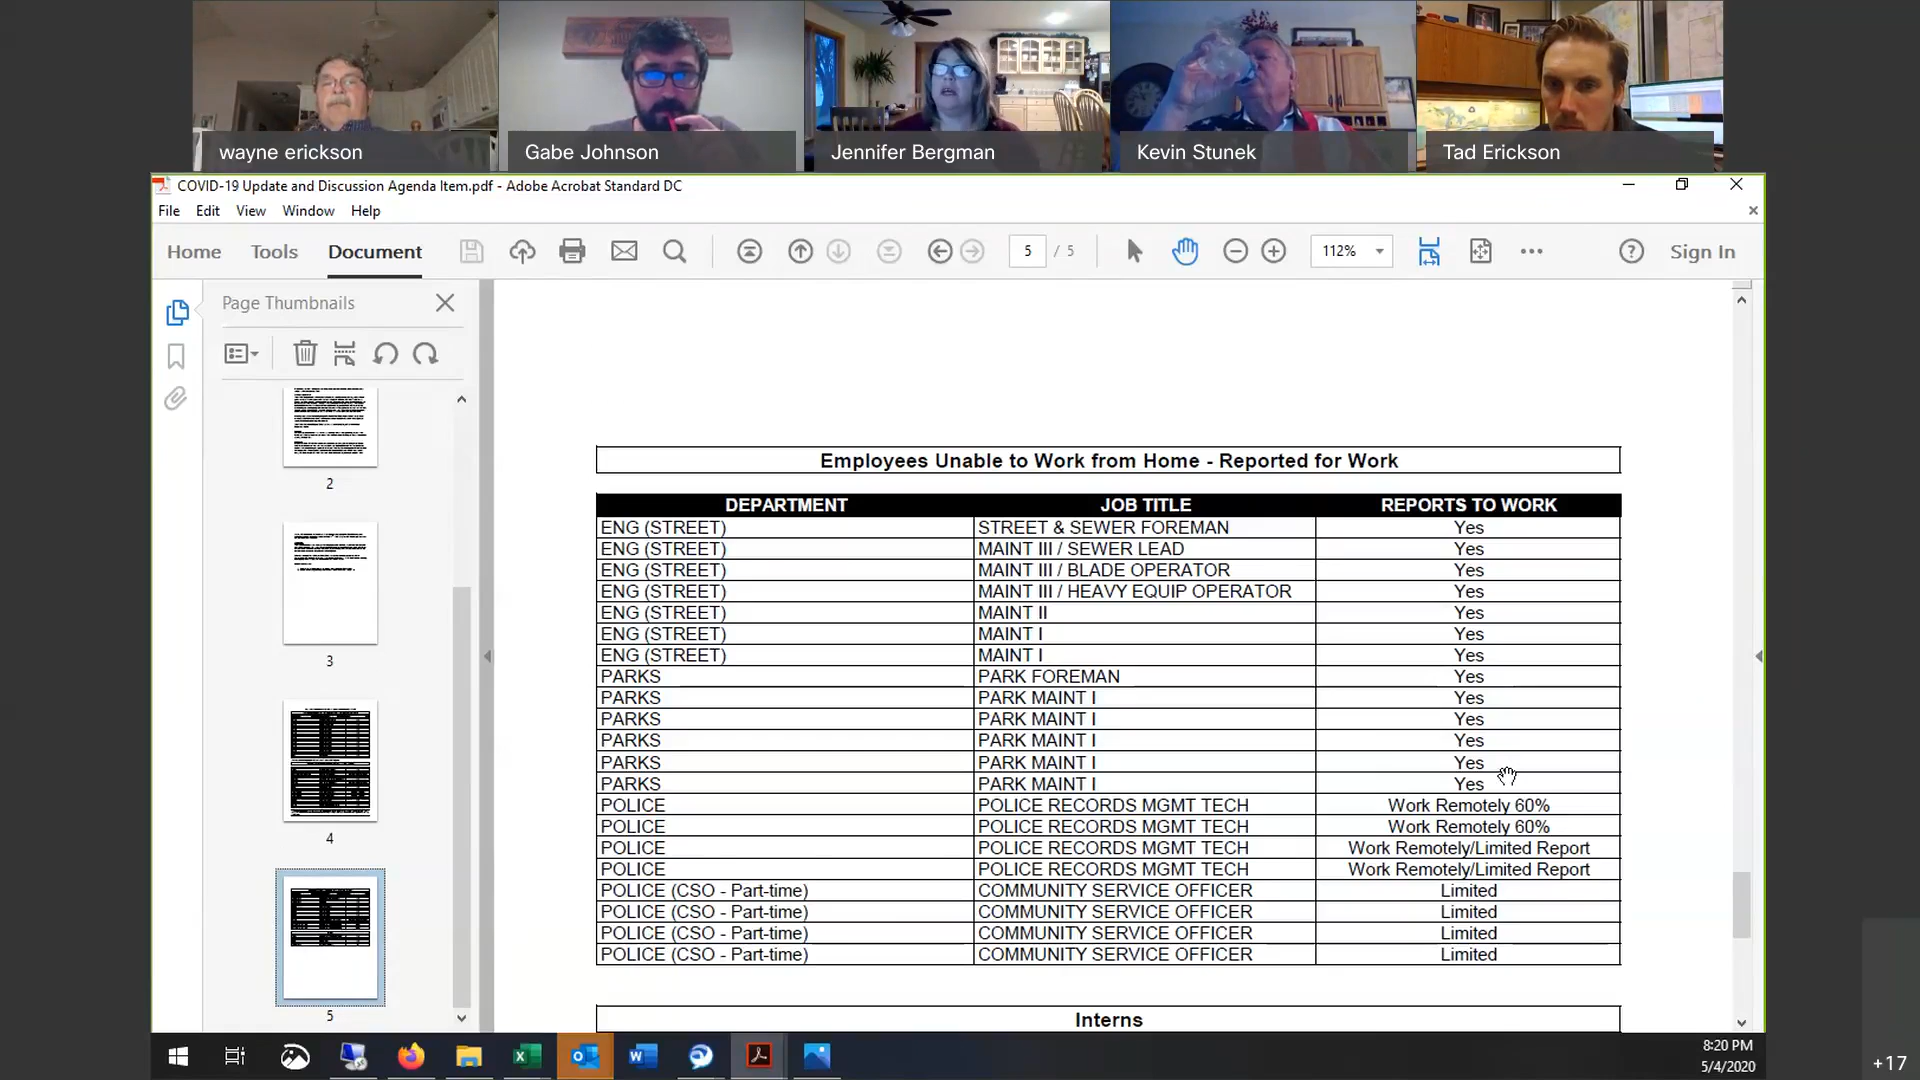 wayne erickson
Gabe Johnson
Jennifer Bergman
Kevin Stunek
Tad Erickson
COVID-19 Update and Discussion Agenda Item.pdf - Adobe Acrobat Standard DC
File Edit View Window Help
Home Tools Document 5 / 5 112% Sign In
Page Thumbnails
2
3
4
5
Employees Unable to Work from Home - Reported for Work
DEPARTMENT JOB TITLE REPORTS TO WORK
ENG (STREET) STREET & SEWER FOREMAN Yes
ENG (STREET) MAINT III / SEWER LEAD Yes
ENG (STREET) MAINT III / BLADE OPERATOR Yes
ENG (STREET) MAINT III / HEAVY EQUIP OPERATOR Yes
ENG (STREET) MAINT II Yes
ENG (STREET) MAINT I Yes
ENG (STREET) MAINT I Yes
PARKS PARK FOREMAN Yes
PARKS PARK MAINT I Yes
PARKS PARK MAINT I Yes
PARKS PARK MAINT I Yes
PARKS PARK MAINT I Yes
PARKS PARK MAINT I Yes
POLICE POLICE RECORDS MGMT TECH Work Remotely 60%
POLICE POLICE RECORDS MGMT TECH Work Remotely 60%
POLICE POLICE RECORDS MGMT TECH Work Remotely/Limited Report
POLICE POLICE RECORDS MGMT TECH Work Remotely/Limited Report
POLICE (CSO - Part-time) COMMUNITY SERVICE OFFICER Limited
POLICE (CSO - Part-time) COMMUNITY SERVICE OFFICER Limited
POLICE (CSO - Part-time) COMMUNITY SERVICE OFFICER Limited
POLICE (CSO - Part-time) COMMUNITY SERVICE OFFICER Limited
Interns
8:20 PM
5/4/2020
+17